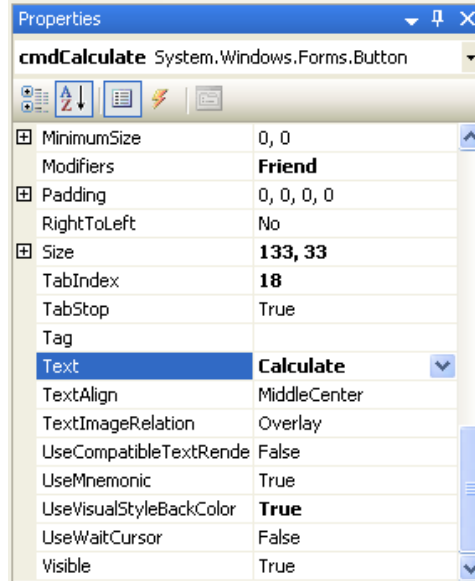 Properties
cmdCalculate System.Windows.Forms.Button
A
Z
MinimumSize 0, 0
Modifiers Friend
Padding 0, 0, 0, 0
RightToLeft No
Size 133, 33
TabIndex 18
TabStop True
Tag
Text Calculate
TextAlign MiddleCenter
TextImageRelation Overlay
UseCompatibleTextRende False
UseMnemonic True
UseVisualStyleBackColor True
UseWaitCursor False
Visible True